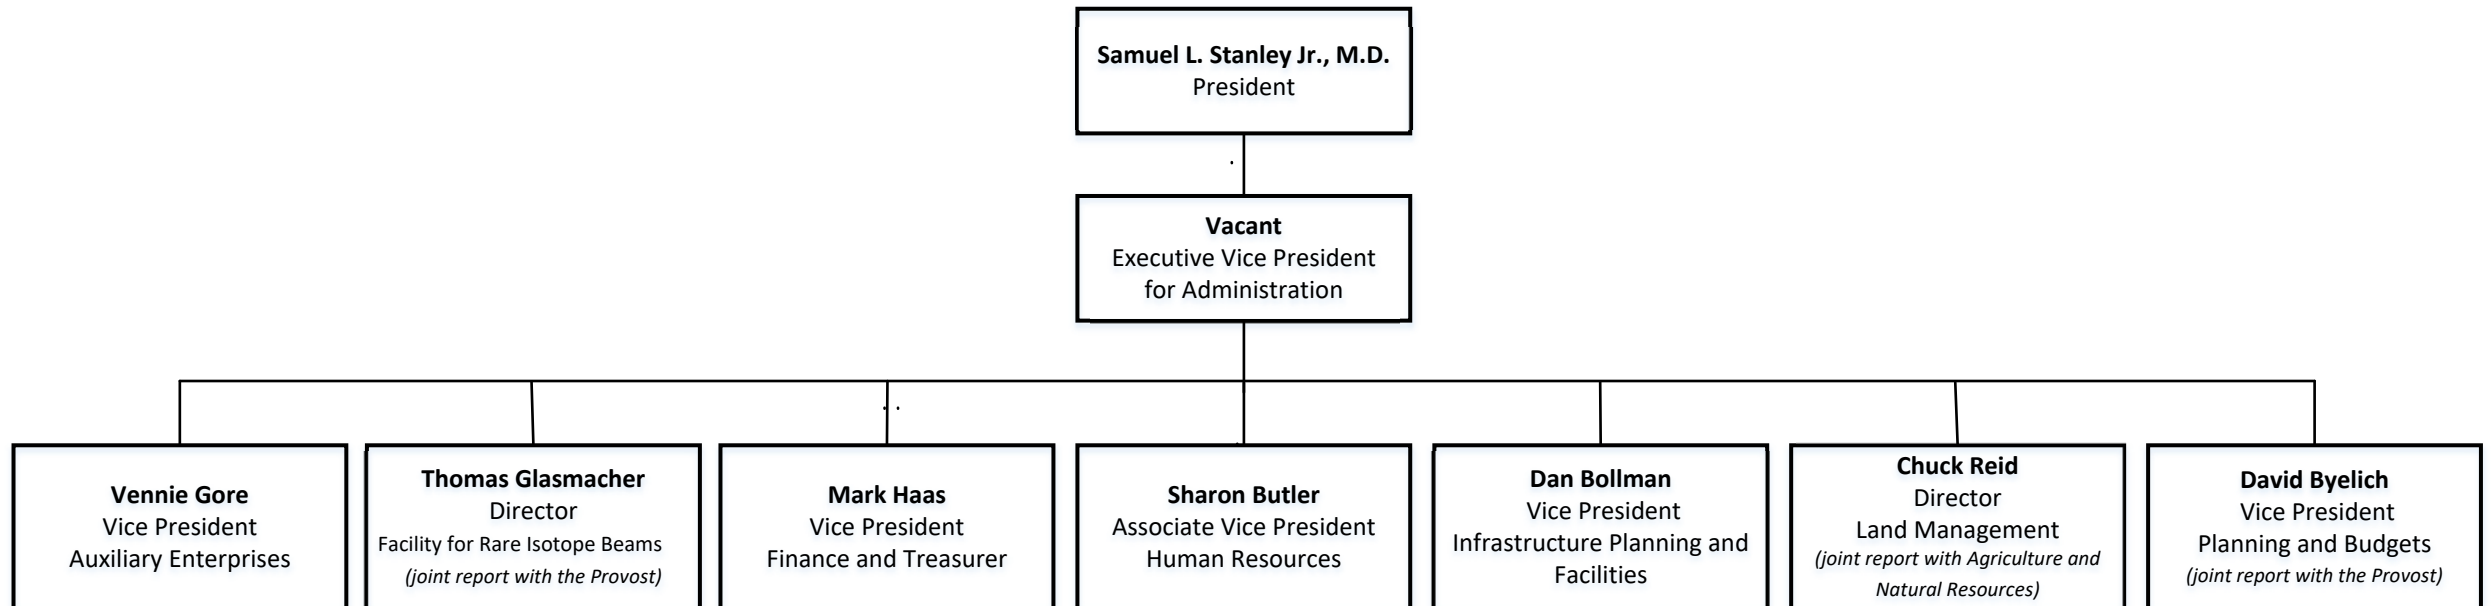 Samuel L. Stanley Jr., M.D.
President
Vacant
Executive Vice President
for Administration
Vennie Gore
Vice President
Auxiliary Enterprises
Thomas Glasmacher
Director
Facility for Rare Isotope Beams
(joint report with the Provost)
Mark Haas
Vice President
Finance and Treasurer
Sharon Butler
Associate Vice President
Human Resources
Dan Bollman
Vice President
Infrastructure Planning and
Facilities
Chuck Reid
Director
Land Management
(joint report with Agriculture and
Natural Resources)
David Byelich
Vice President
Planning and Budgets
(joint report with the Provost)